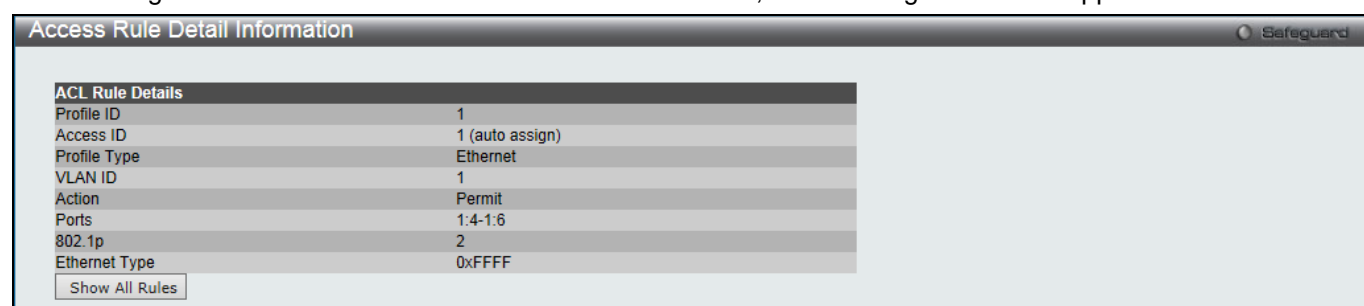 Access Rule Detail Information
Safeguard
ACL Rule Details
Profile ID 1
Access ID 1 (auto assign)
Profile Type Ethernet
VLAN ID 1
Action Permit
Ports 1:4-1:6
802.1p 2
Ethernet Type 0xFFFF
Show All Rules